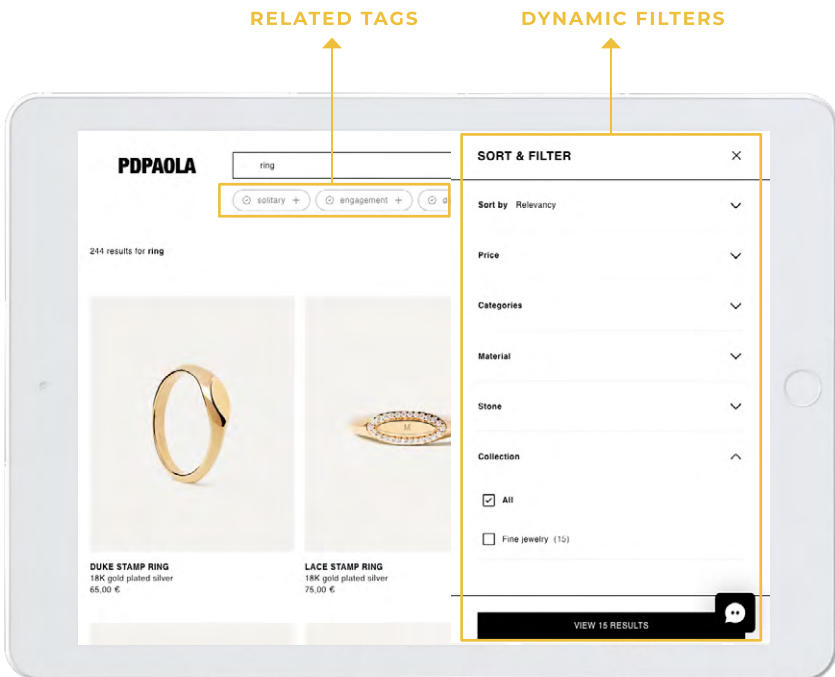 RELATED TAGS
DYNAMIC FILTERS
PDPAOLA
ring
solitary +
engagement +
SORT & FILTER
Sort by Relevancy
Price
Categories
Material
Stone
Collection
All
Fine jewelry (15)
VIEW 15 RESULTS
244 results for ring
M
DUKE STAMP RING
18K gold plated silver
65,00 €
LACE STAMP RING
18K gold plated silver
75,00 €